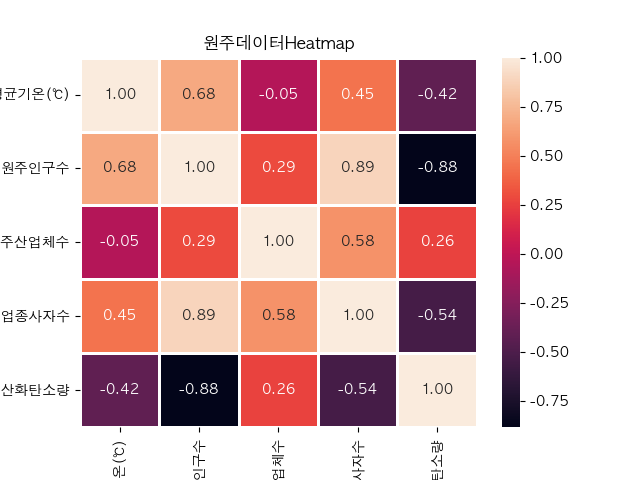 원주데이터Heatmap
평균기온(℃)
1.00 0.68 -0.05 0.45 -0.42
원주인구수
0.68 1.00 0.29 0.89 -0.88
주산업체수
-0.05 0.29 1.00 0.58 0.26
업종사자수
0.45 0.89 0.58 1.00 -0.54
산화탄소량
-0.42 -0.88 0.26 -0.54 1.00
온(℃)
인구수
업체수
사자수
탄소량
1.00
0.75
0.50
0.25
0.00
-0.25
-0.50
-0.75